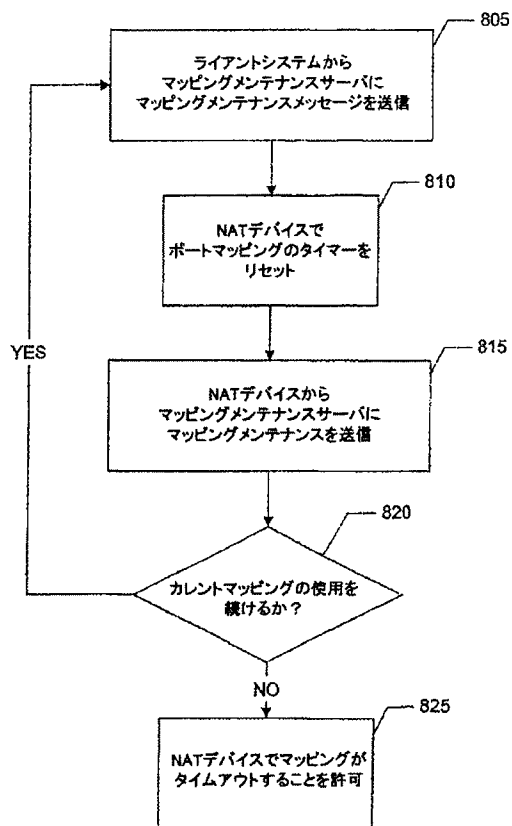 805
ライアントシステムから
マッピングメンテナンスサーバに
マッピングメンテナンスメッセージを送信
810
NATデバイスで
ポートマッピングのタイマーを
リセット
YES
815
NATデバイスから
マッピングメンテナンスサーバに
マッピングメンテナンスを送信
820
カレントマッピングの使用を
続けるか？
NO
825
NATデバイスでマッピングが
タイムアウトすることを許可